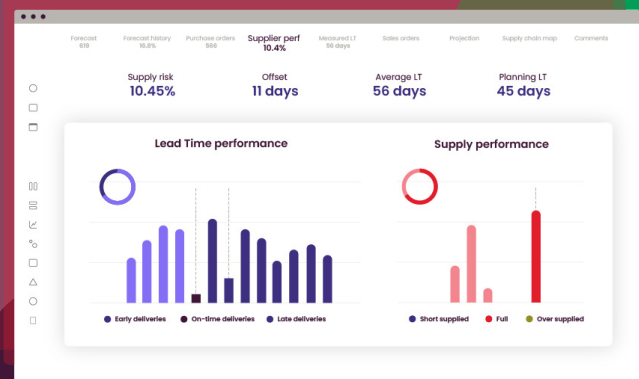 Forecast Forecast history Purchase orders Supplier perf Measured LT Sales orders Projection Supply chain map Comments
619 16.8% 566 10.4% 56 days
Supply risk Offset Average LT Planning LT
10.45% 11 days 56 days 45 days
Lead Time performance Supply performance
Early deliveries On-time deliveries Late deliveries Short supplied Full Over supplied